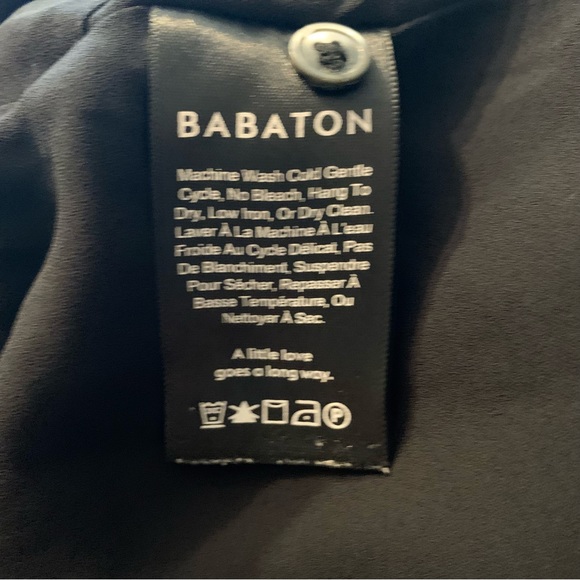 BABATON
Machine Wash Cold Gentle
Cycle, No Bleach, Hang To
Dry, Low Iron, Or Dry Clean.
Laver À La Machine À L'eau
Froide Au Cycle Délicat, Pas
De Blanchiment, Suspendre
Pour Sécher, Repasser À
Basse Température, Ou
Nettoyer À Sec.
A little love
goes a long way.
P